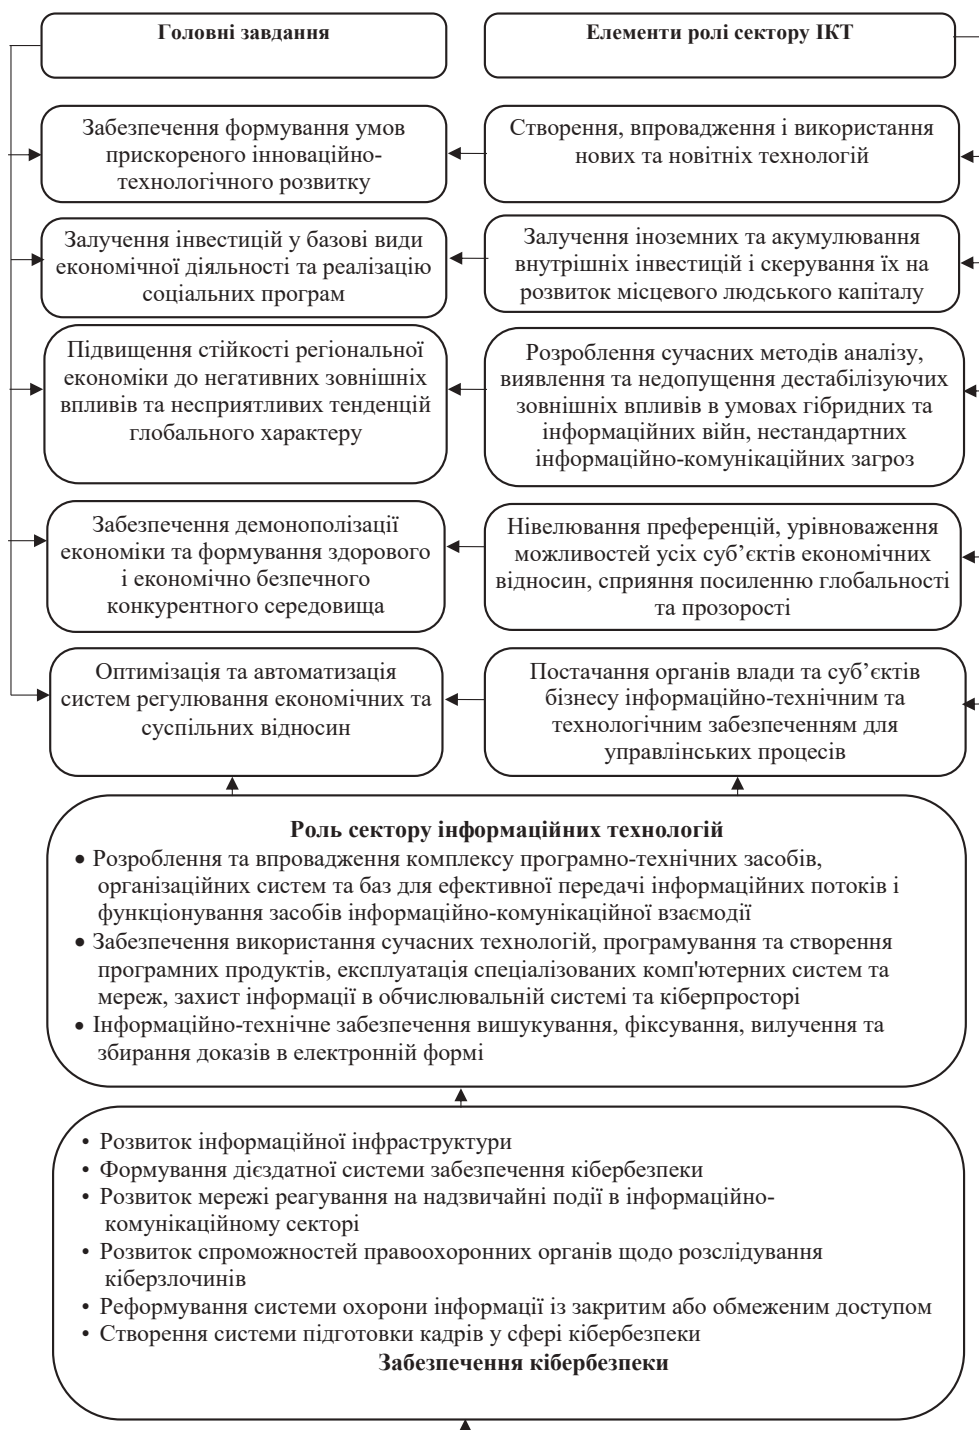 Головні завдання
Елементи ролі сектору ІКТ
Забезпечення формування умов
прискореного інноваційно-
технологічного розвитку
Створення, впровадження і використання
нових та новітніх технологій
Залучення інвестицій у базові види
економічної діяльності та реалізацію
соціальних програм
Залучення іноземних та акумулювання
внутрішніх інвестицій і скерування їх на
розвиток місцевого людського капіталу
Підвищення стійкості регіональної
економіки до негативних зовнішніх
впливів та несприятливих тенденцій
глобального характеру
Розроблення сучасних методів аналізу,
виявлення та недопущення дестабілізуючих
зовнішніх впливів в умовах гібридних та
інформаційних війн, нестандартних
інформаційно-комунікаційних загроз
Забезпечення демонополізації
економіки та формування здорового
і економічно безпечного
конкурентного середовища
Нівелювання преференцій, урівноваження
можливостей усіх суб’єктів економічних
відносин, сприяння посиленню глобальності
та прозорості
Оптимізація та автоматизація
систем регулювання економічних та
суспільних відносин
Постачання органів влади та суб’єктів
бізнесу інформаційно-технічним та
технологічним забезпеченням для
управлінських процесів
Роль сектору інформаційних технологій
• Розроблення та впровадження комплексу програмно-технічних засобів,
організаційних систем та баз для ефективної передачі інформаційних потоків і
функціонування засобів інформаційно-комунікаційної взаємодії
• Забезпечення використання сучасних технологій, програмування та створення
програмних продуктів, експлуатація спеціалізованих комп'ютерних систем та
мереж, захист інформації в обчислювальній системі та кіберпросторі
• Інформаційно-технічне забезпечення вишукування, фіксування, вилучення та
збирання доказів в електронній формі
• Розвиток інформаційної інфраструктури
• Формування дієздатної системи забезпечення кібербезпеки
• Розвиток мережі реагування на надзвичайні події в інформаційно-
комунікаційному секторі
• Розвиток спроможностей правоохоронних органів щодо розслідування
кіберзлочинів
• Реформування системи охорони інформації із закритим або обмеженим доступом
• Створення системи підготовки кадрів у сфері кібербезпеки
Забезпечення кібербезпеки